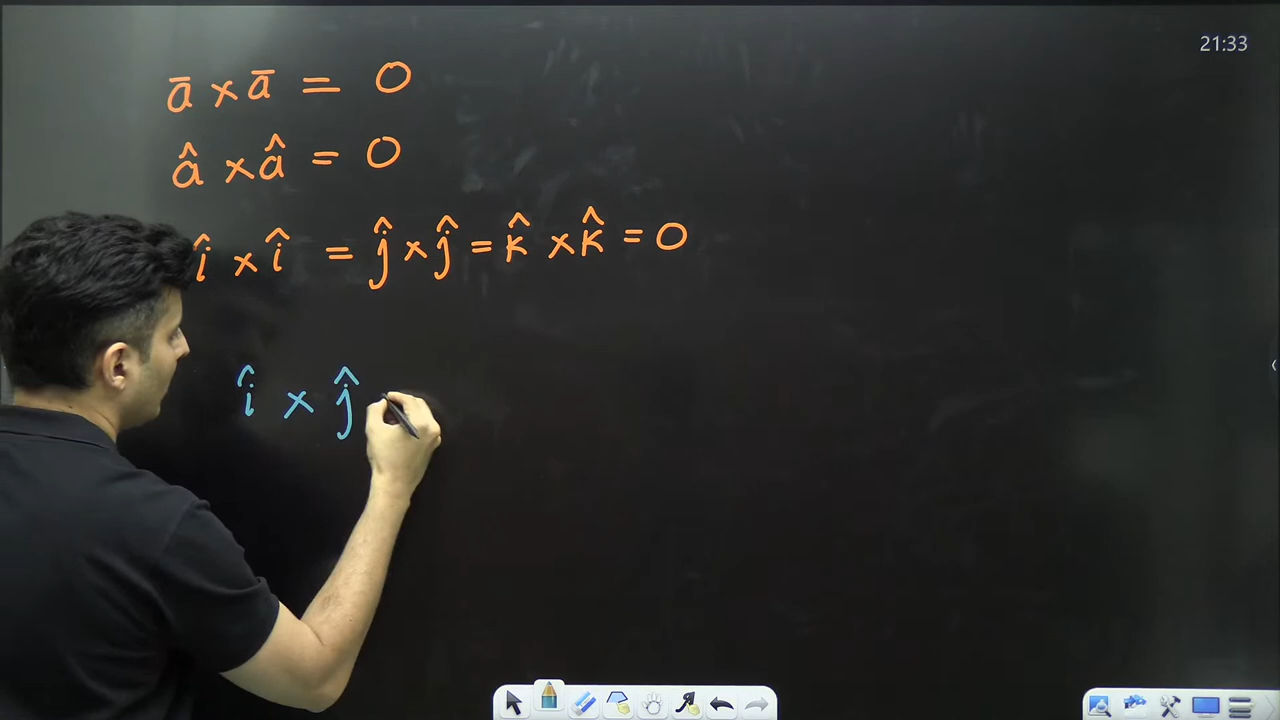 21:33
ā × ā = 0
â × â = 0
î × î = ĵ × ĵ = k̂ × k̂ = 0
î × ĵ